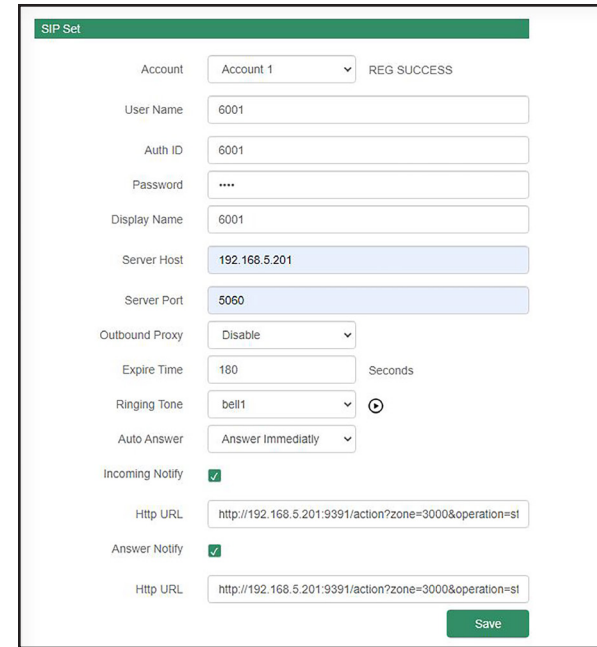 SIP Set
Account Account 1 REG SUCCESS
User Name 6001
Auth ID 6001
Password ••••
Display Name 6001
Server Host 192.168.5.201
Server Port 5060
Outbound Proxy Disable
Expire Time 180 Seconds
Ringing Tone bell1
Auto Answer Answer Immediatly
Incoming Notify
Http URL http://192.168.5.201:9391/action?zone=3000&operation=st
Answer Notify
Http URL http://192.168.5.201:9391/action?zone=3000&operation=st
Save